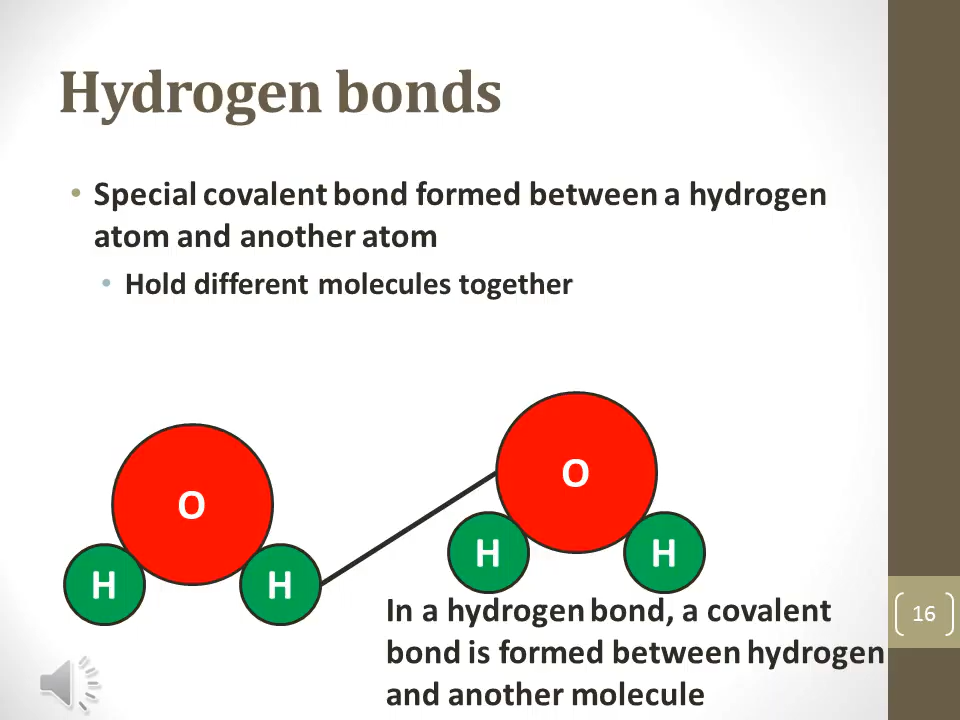 Hydrogen bonds
• Special covalent bond formed between a hydrogen
atom and another atom
• Hold different molecules together
O
H
H
O
H
H
In a hydrogen bond, a covalent
bond is formed between hydrogen
and another molecule
16